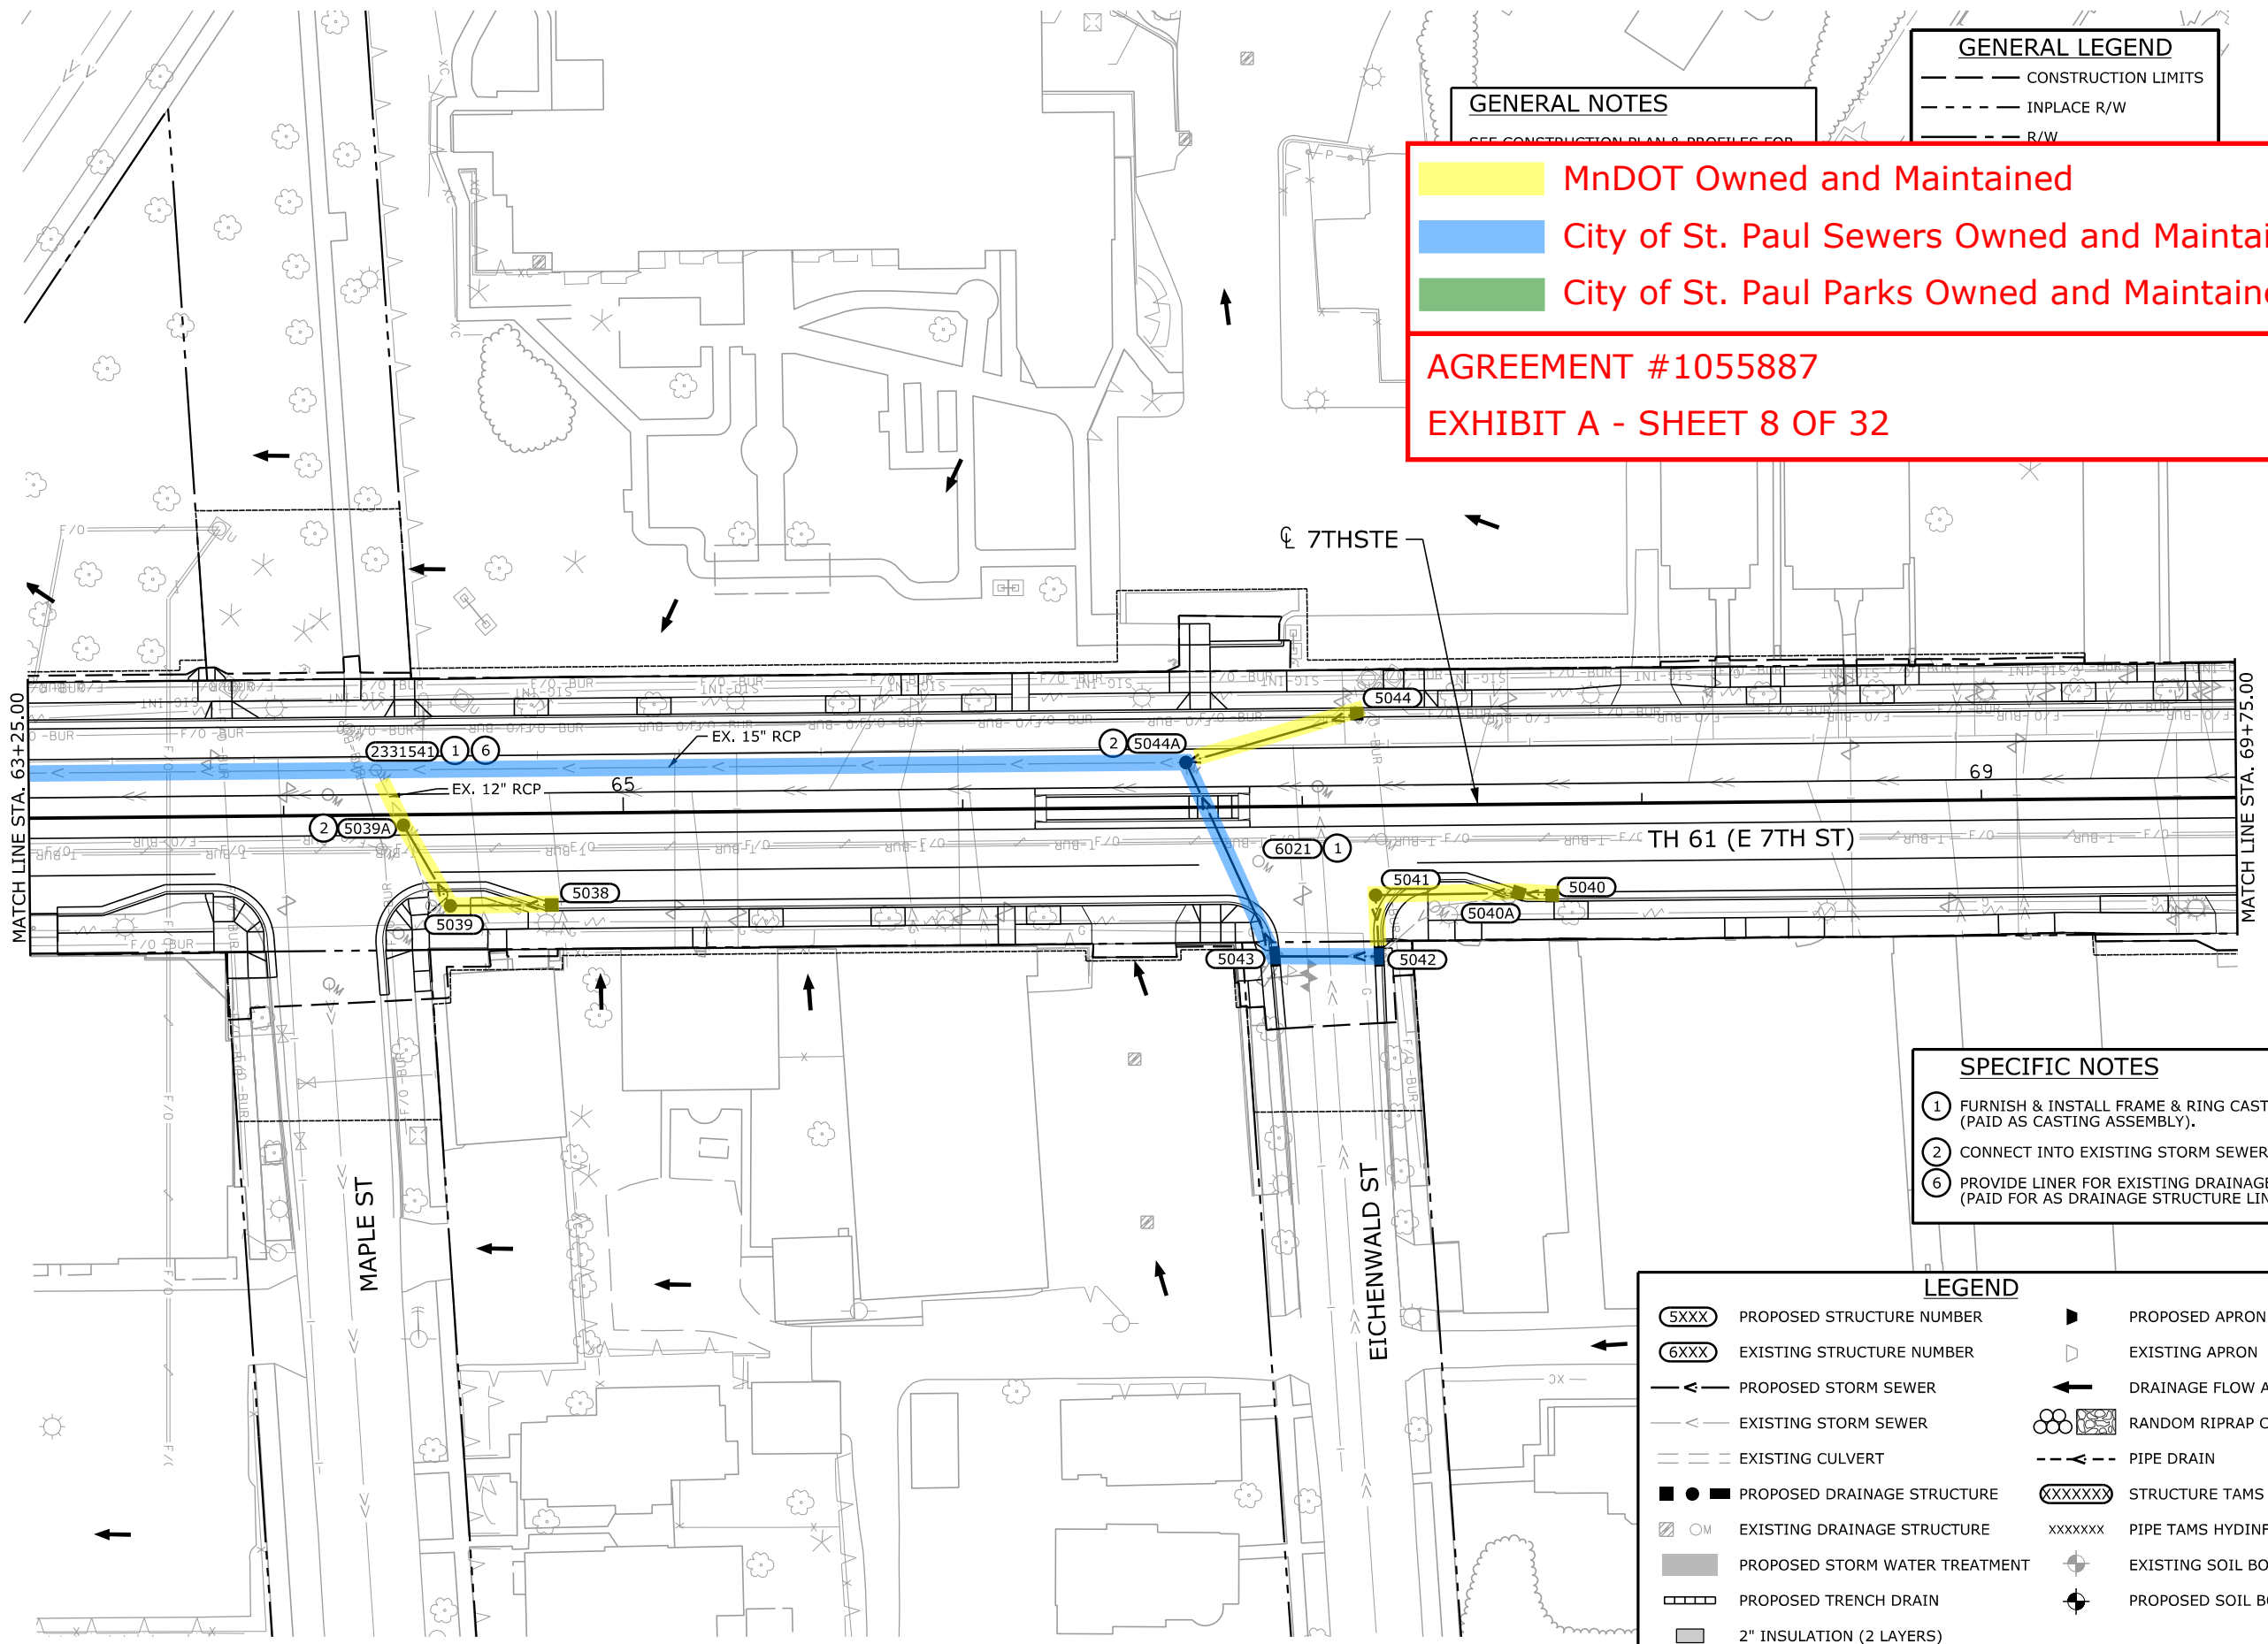 GENERAL LEGEND
CONSTRUCTION LIMITS
INPLACE R/W
R/W
GENERAL NOTES
SEE CONSTRUCTION PLAN & PROFILES FOR
MnDOT Owned and Maintained
City of St. Paul Sewers Owned and Maintai
City of St. Paul Parks Owned and Maintaine
AGREEMENT #1055887
EXHIBIT A - SHEET 8 OF 32
℄ 7THSTE
MATCH LINE STA. 63+25.00
MATCH LINE STA. 69+75.00
5044
2331541 1 6
EX. 15" RCP
2 5044A
EX. 12" RCP
65
69
2 5039A
6021 1
TH 61 (E 7TH ST)
5038
5039
5041
5040
5040A
5043
5042
MAPLE ST
EICHENWALD ST
SPECIFIC NOTES
1 FURNISH & INSTALL FRAME & RING CAST
(PAID AS CASTING ASSEMBLY).
2 CONNECT INTO EXISTING STORM SEWER
6 PROVIDE LINER FOR EXISTING DRAINAGE
(PAID FOR AS DRAINAGE STRUCTURE LIN
LEGEND
5XXX PROPOSED STRUCTURE NUMBER
PROPOSED APRON
6XXX EXISTING STRUCTURE NUMBER
EXISTING APRON
PROPOSED STORM SEWER
DRAINAGE FLOW A
EXISTING STORM SEWER
RANDOM RIPRAP C
EXISTING CULVERT
PIPE DRAIN
PROPOSED DRAINAGE STRUCTURE
XXXXXXX STRUCTURE TAMS
EXISTING DRAINAGE STRUCTURE
XXXXXXX PIPE TAMS HYDINF
PROPOSED STORM WATER TREATMENT
EXISTING SOIL BO
PROPOSED TRENCH DRAIN
PROPOSED SOIL B
2" INSULATION (2 LAYERS)